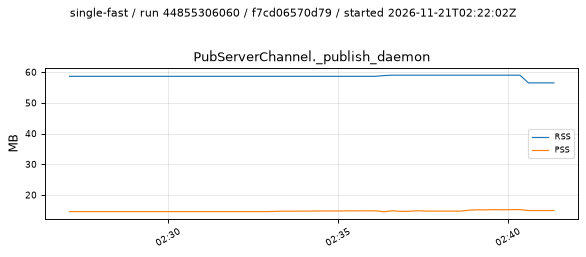 single-fast / run 44855306060 / f7cd06570d79 / started 2026-11-21T02:22:02Z
PubServerChannel._publish_daemon
60
50
40
30
20
MB
RSS
PSS
02:30
02:35
02:40